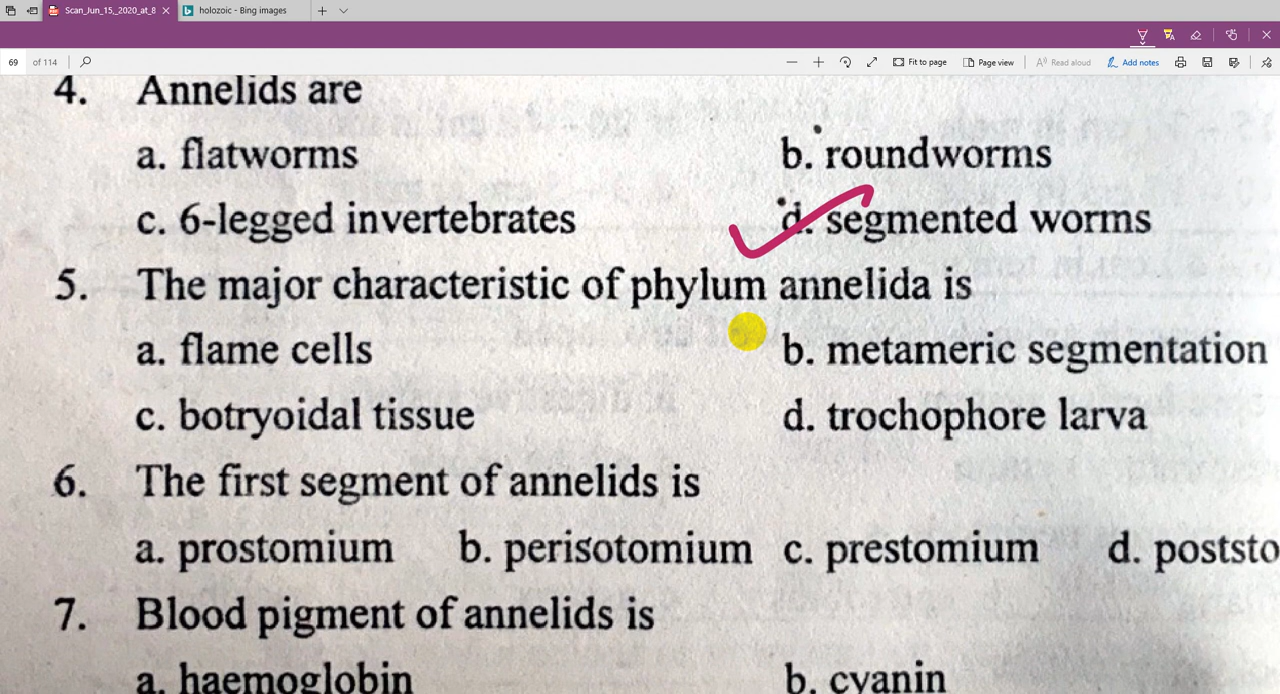 Scan_Jun_15,_2020_at_8
holozoic - Bing images
69 of 114
Fit to page
Page view
Read aloud
Add notes
4. Annelids are
a. flatworms b. roundworms
c. 6-legged invertebrates d. segmented worms
5. The major characteristic of phylum annelida is
a. flame cells b. metameric segmentation
c. botryoidal tissue d. trochophore larva
6. The first segment of annelids is
a. prostomium b. perisotomium c. prestomium d. poststo
7. Blood pigment of annelids is
a. haemoglobin b. cyanin